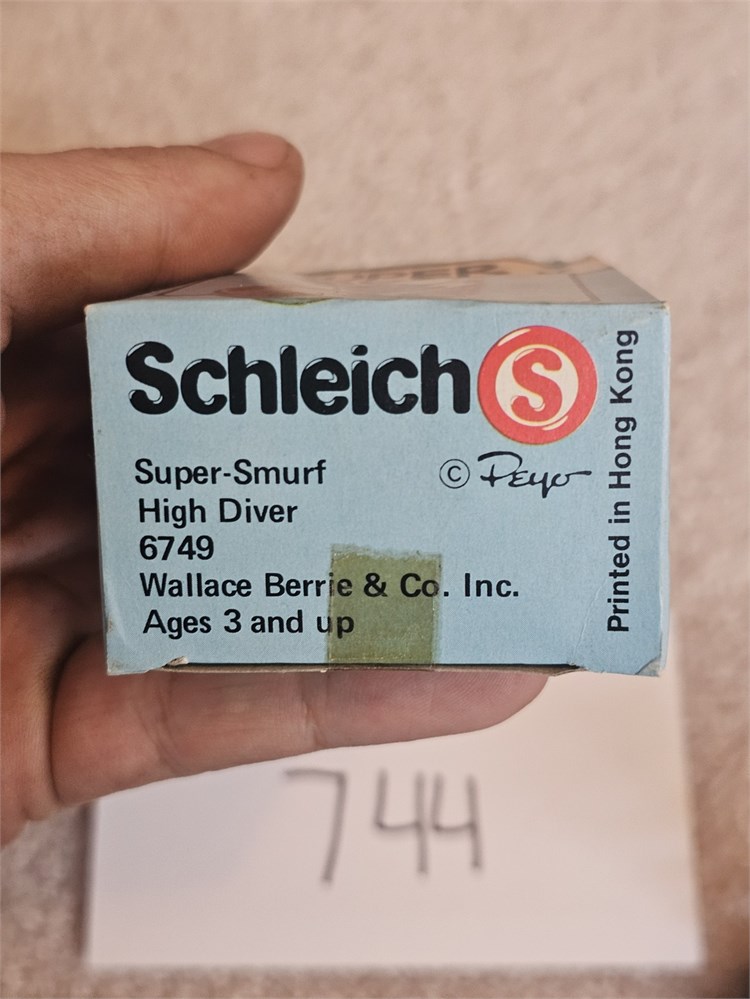 Schleich S
Super-Smurf
© Peyo
High Diver
6749
Wallace Berrie & Co. Inc.
Ages 3 and up
Printed in Hong Kong
744